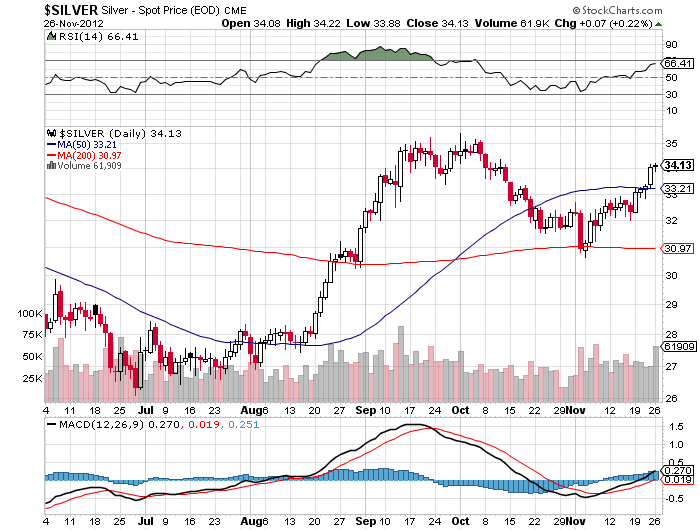 $SILVER Silver - Spot Price (EOD) CME
© StockCharts.com
26-Nov-2012
Open 34.08 High 34.22 Low 33.88 Close 34.13 Volume 61.9K Chg +0.07 (+0.22%)
RSI(14) 66.41
90
70
66.41
50
30
10
$SILVER (Daily) 34.13
MA(50) 33.21
MA(200) 30.97
Volume 61,909
35
34.13
33.21
32
30.97
30
29
28
27
26
100K
75K
50K
25K
61909
4 11 18 25 Jul 9 16 23 Aug 6 13 20 27 Sep 10 17 24 Oct 8 15 22 29 Nov 12 19 26
MACD(12,26,9) 0.270, 0.019, 0.251
1.5
1.0
0.5
0.270
0.019
-0.5
4 11 18 25 Jul 9 16 23 Aug 6 13 20 27 Sep 10 17 24 Oct 8 15 22 29 Nov 12 19 26